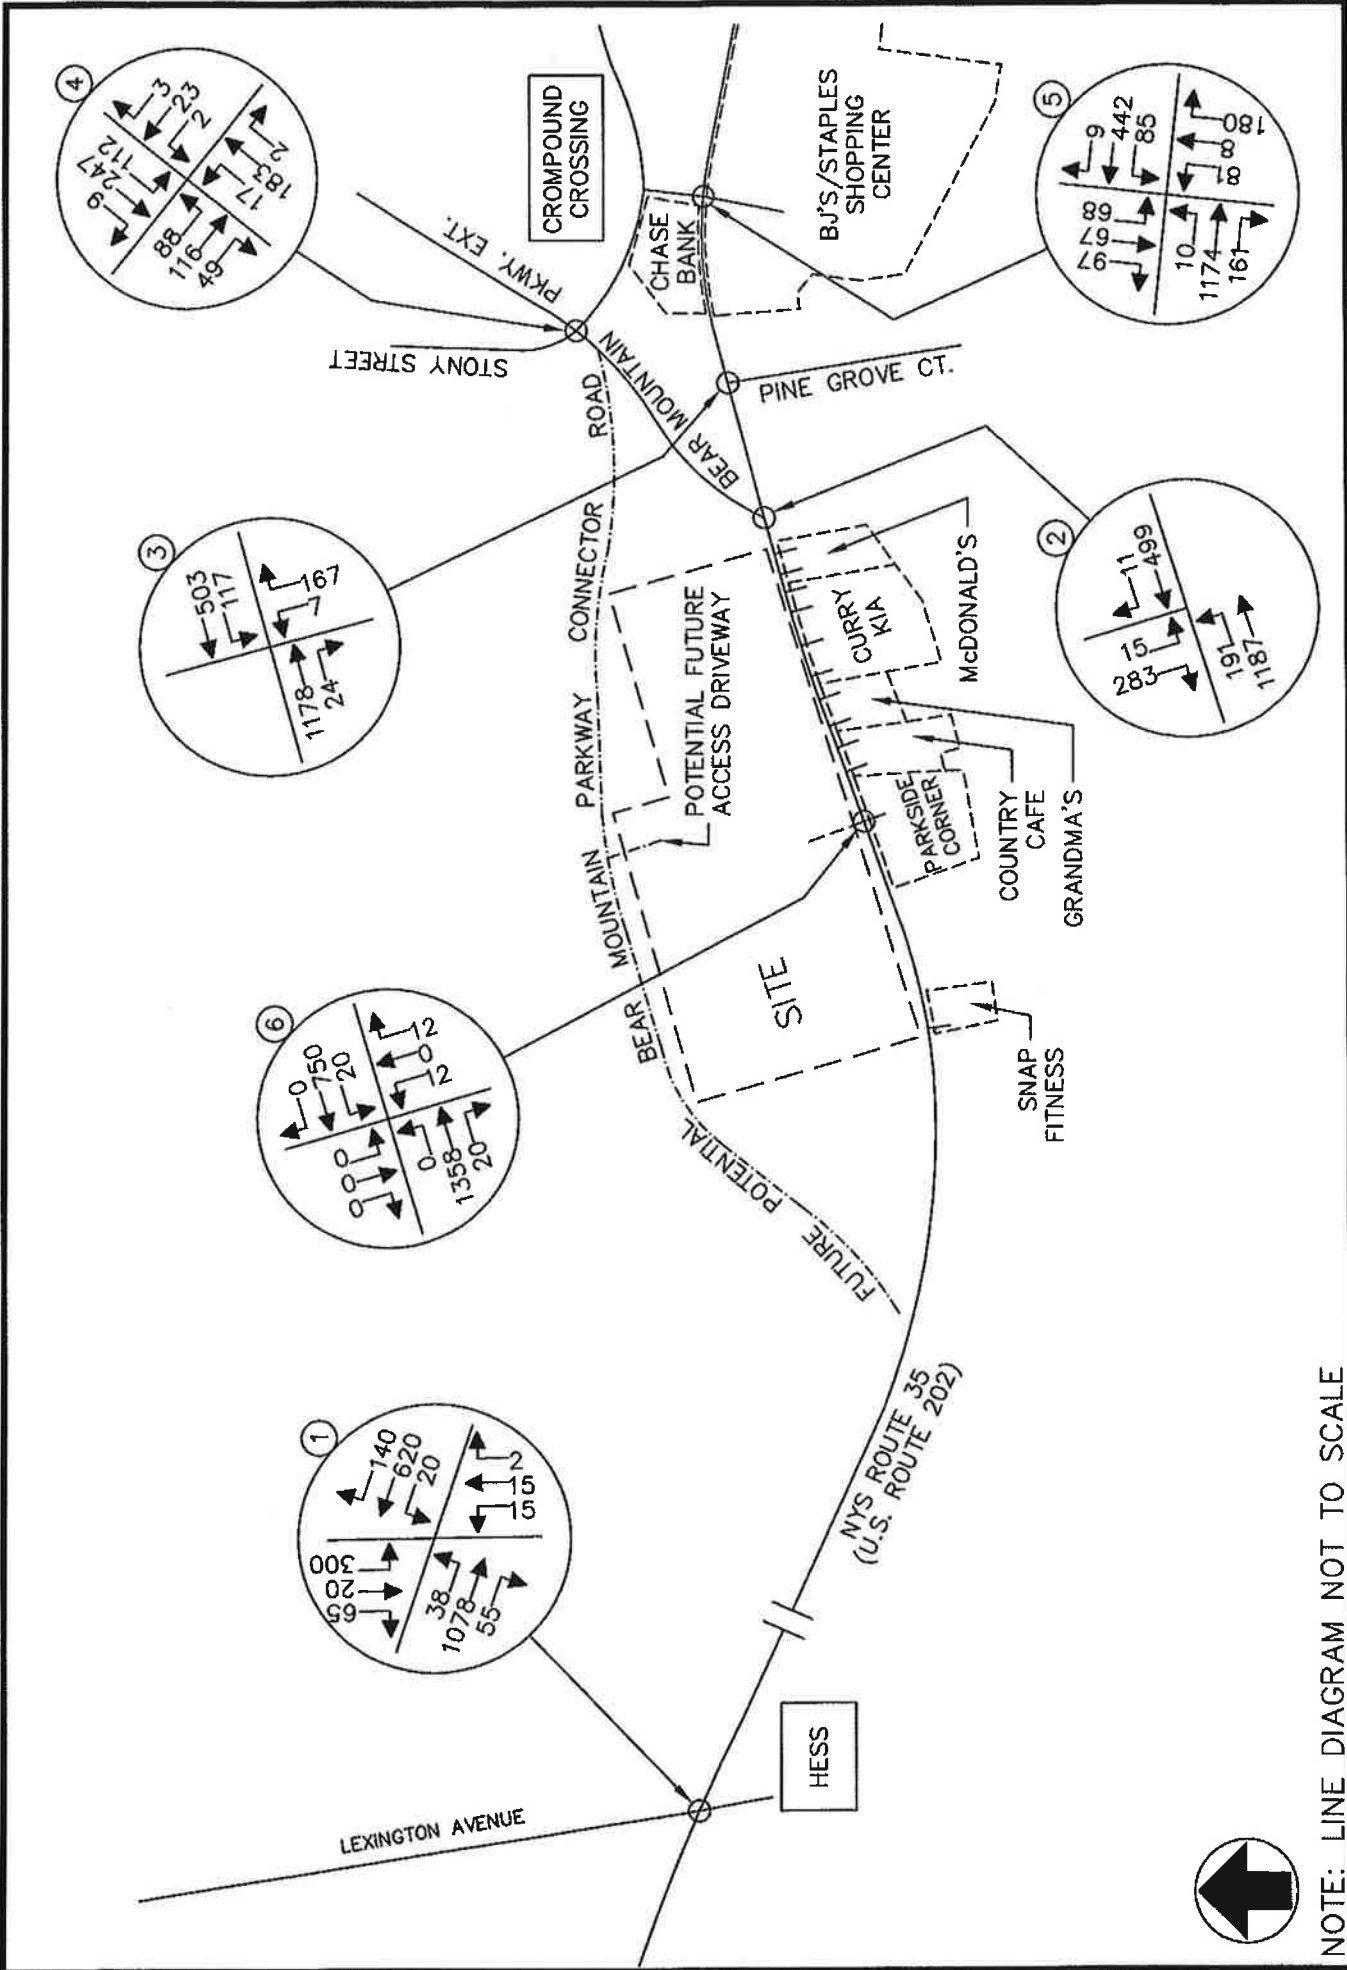 4
3
23
2
112
247
9
88
116
49
17
183
2
CROMPOUND
CROSSING
PKWY. EXT.
STONY STREET
CHASE
BANK
BJ'S/STAPLES
SHOPPING
CENTER
5
9
442
85
68
67
97
10
1174
161
81
8
180
BEAR MOUNTAIN
PINE GROVE CT.
3
503
117
7
167
1178
24
2
11
499
15
283
191
1187
McDONALD'S
CURRY
KIA
GRANDMA'S
COUNTRY
CAFE
PARKSIDE
CORNER
POTENTIAL FUTURE
ACCESS DRIVEWAY
FUTURE POTENTIAL BEAR MOUNTAIN PARKWAY CONNECTOR ROAD
SITE
SNAP
FITNESS
6
0
750
20
0
0
0
0
1358
20
12
0
12
1
140
620
20
300
20
65
38
1078
55
15
15
2
NYS ROUTE 35
(U.S. ROUTE 202)
LEXINGTON AVENUE
HESS
NOTE: LINE DIAGRAM NOT TO SCALE